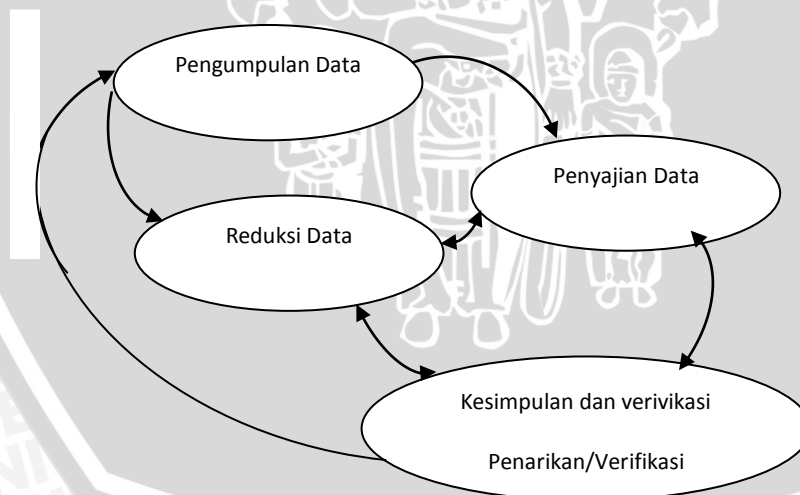 Pengumpulan Data
Penyajian Data
Reduksi Data
Kesimpulan dan verivikasi
Penarikan/Verifikasi